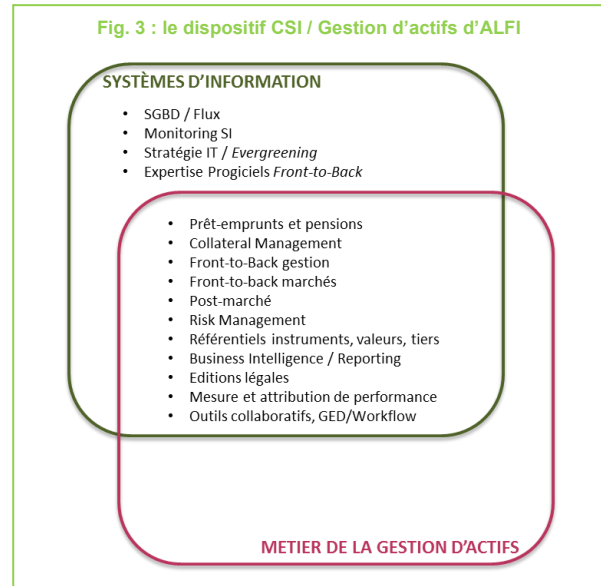 Fig. 3 : le dispositif CSI / Gestion d’actifs d’ALFI
SYSTÈMES D’INFORMATION
• SGBD / Flux
• Monitoring SI
• Stratégie IT / Evergreening
• Expertise Progiciels Front-to-Back
• Prêt-emprunts et pensions
• Collateral Management
• Front-to-Back gestion
• Front-to-back marchés
• Post-marché
• Risk Management
• Référentiels instruments, valeurs, tiers
• Business Intelligence / Reporting
• Editions légales
• Mesure et attribution de performance
• Outils collaboratifs, GED/Workflow
METIER DE LA GESTION D’ACTIFS